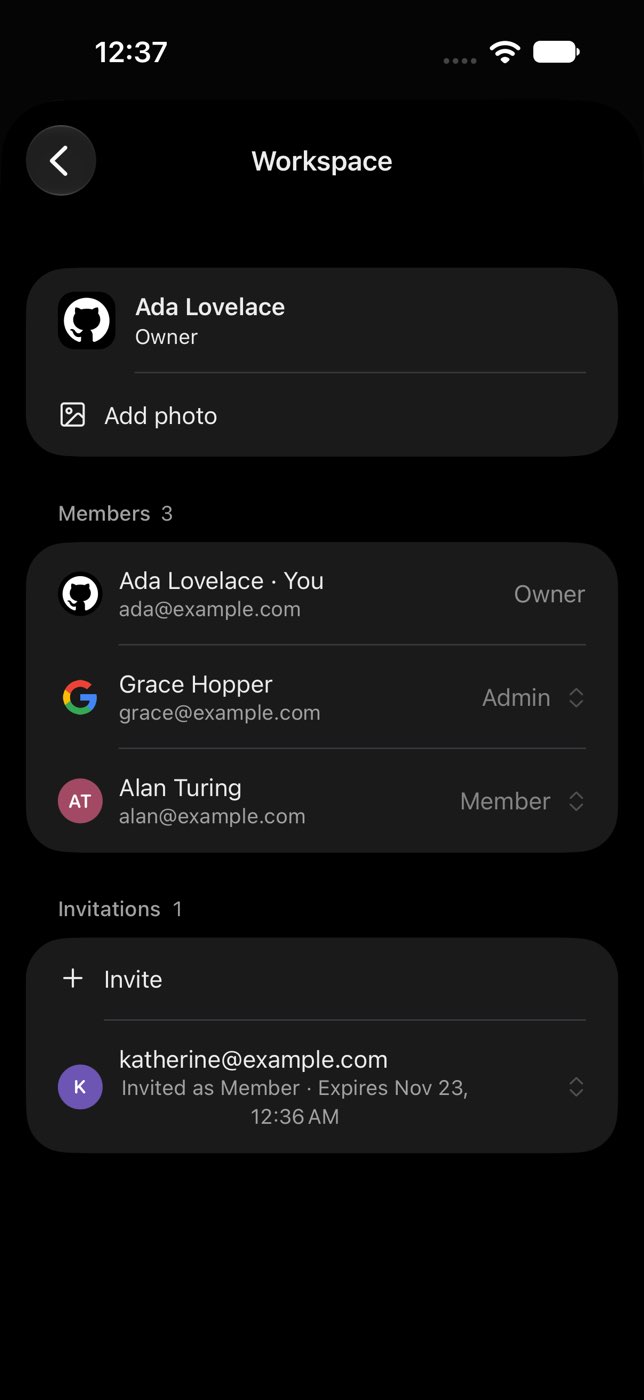 12:37
Workspace
Ada Lovelace
Owner
Add photo
Members 3
Ada Lovelace · You
ada@example.com
Owner
Grace Hopper
grace@example.com
Admin
AT
Alan Turing
alan@example.com
Member
Invitations 1
Invite
K
katherine@example.com
Invited as Member · Expires Nov 23,
12:36 AM